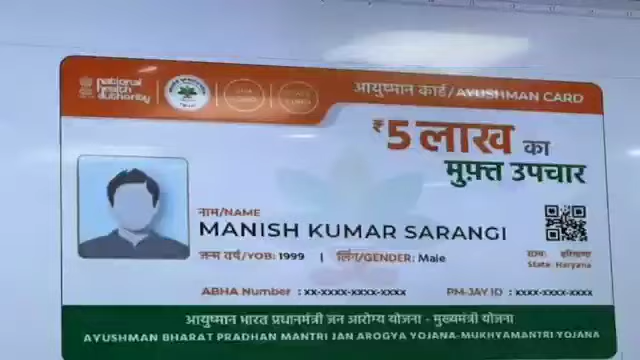 national
health
authority
आयुष्मान कार्ड/AYUSHMAN CARD
₹5 लाख का
मुफ़्त उपचार
नाम/NAME
MANISH KUMAR SARANGI
जन्म वर्ष/YOB: 1999 | लिंग/GENDER: Male
राज्य: हरियाणा
State: Haryana
ABHA Number : xx-xxxx-xxxx-xxxx
PM-JAY ID : xxxx-xxxx-xxxx
आयुष्मान भारत प्रधानमंत्री जन आरोग्य योजना - मुख्यमंत्री योजना
AYUSHMAN BHARAT PRADHAN MANTRI JAN AROGYA YOJANA-MUKHYAMANTRI YOJANA